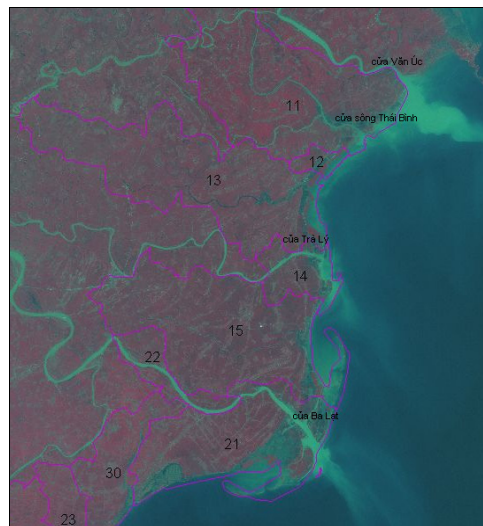 cửa Văn Úc
11
cửa sông Thái Bình
12
13
cửa Trà Lý
14
15
22
cửa Ba Lạt
21
30
23